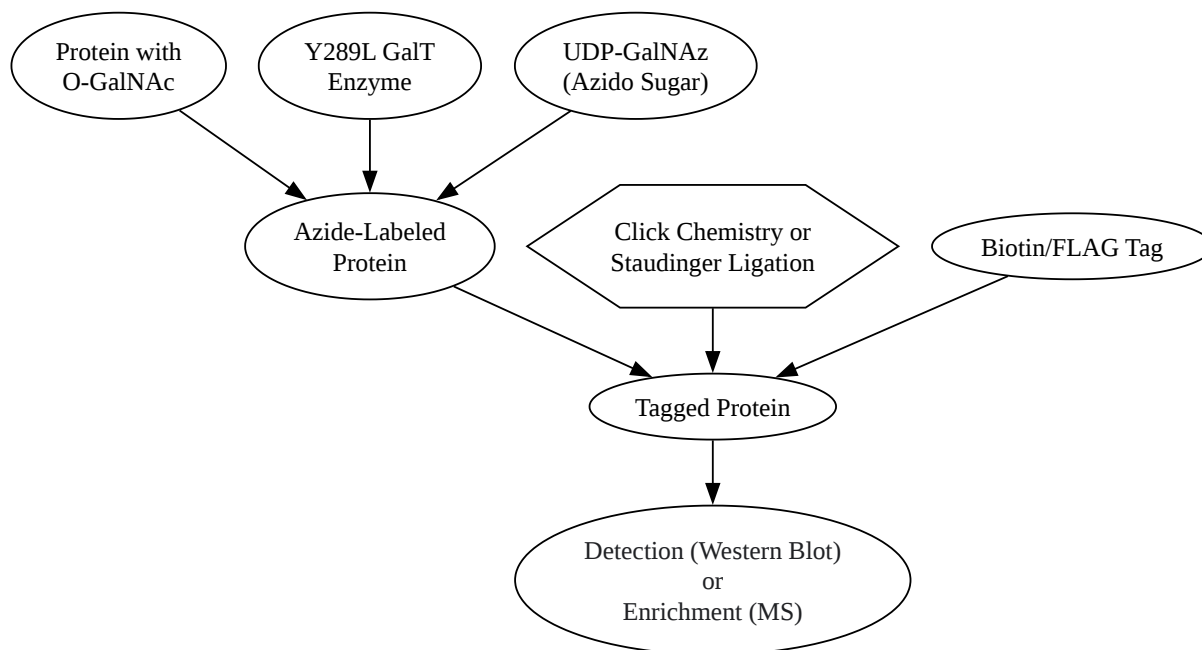 Protein with
O-GalNAc
Y289L GalT
Enzyme
UDP-GalNAz
(Azido Sugar)
Azide-Labeled
Protein
Click Chemistry or
Staudinger Ligation
Biotin/FLAG Tag
Tagged Protein
Detection (Western Blot)
or
Enrichment (MS)